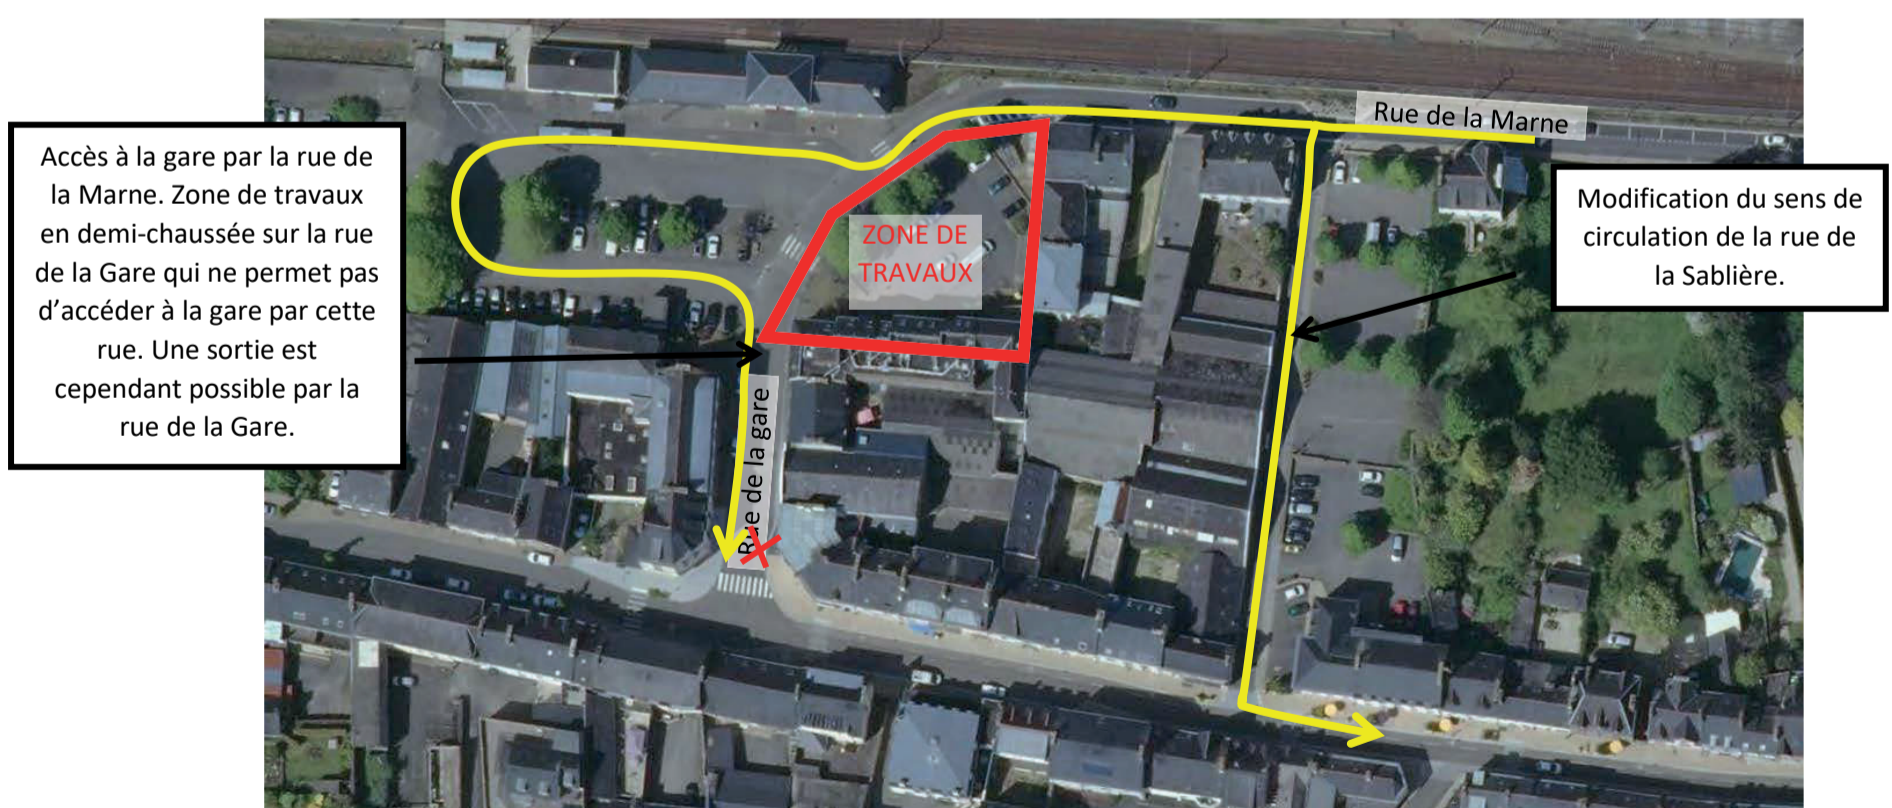 Accès à la gare par la rue de
la Marne. Zone de travaux
en demi-chaussée sur la rue
de la Gare qui ne permet pas
d’accéder à la gare par cette
rue. Une sortie est
cependant possible par la
rue de la Gare.
Rue de la Marne
ZONE DE
TRAVAUX
Modification du sens de
circulation de la rue de
la Sablière.
Rue de la gare